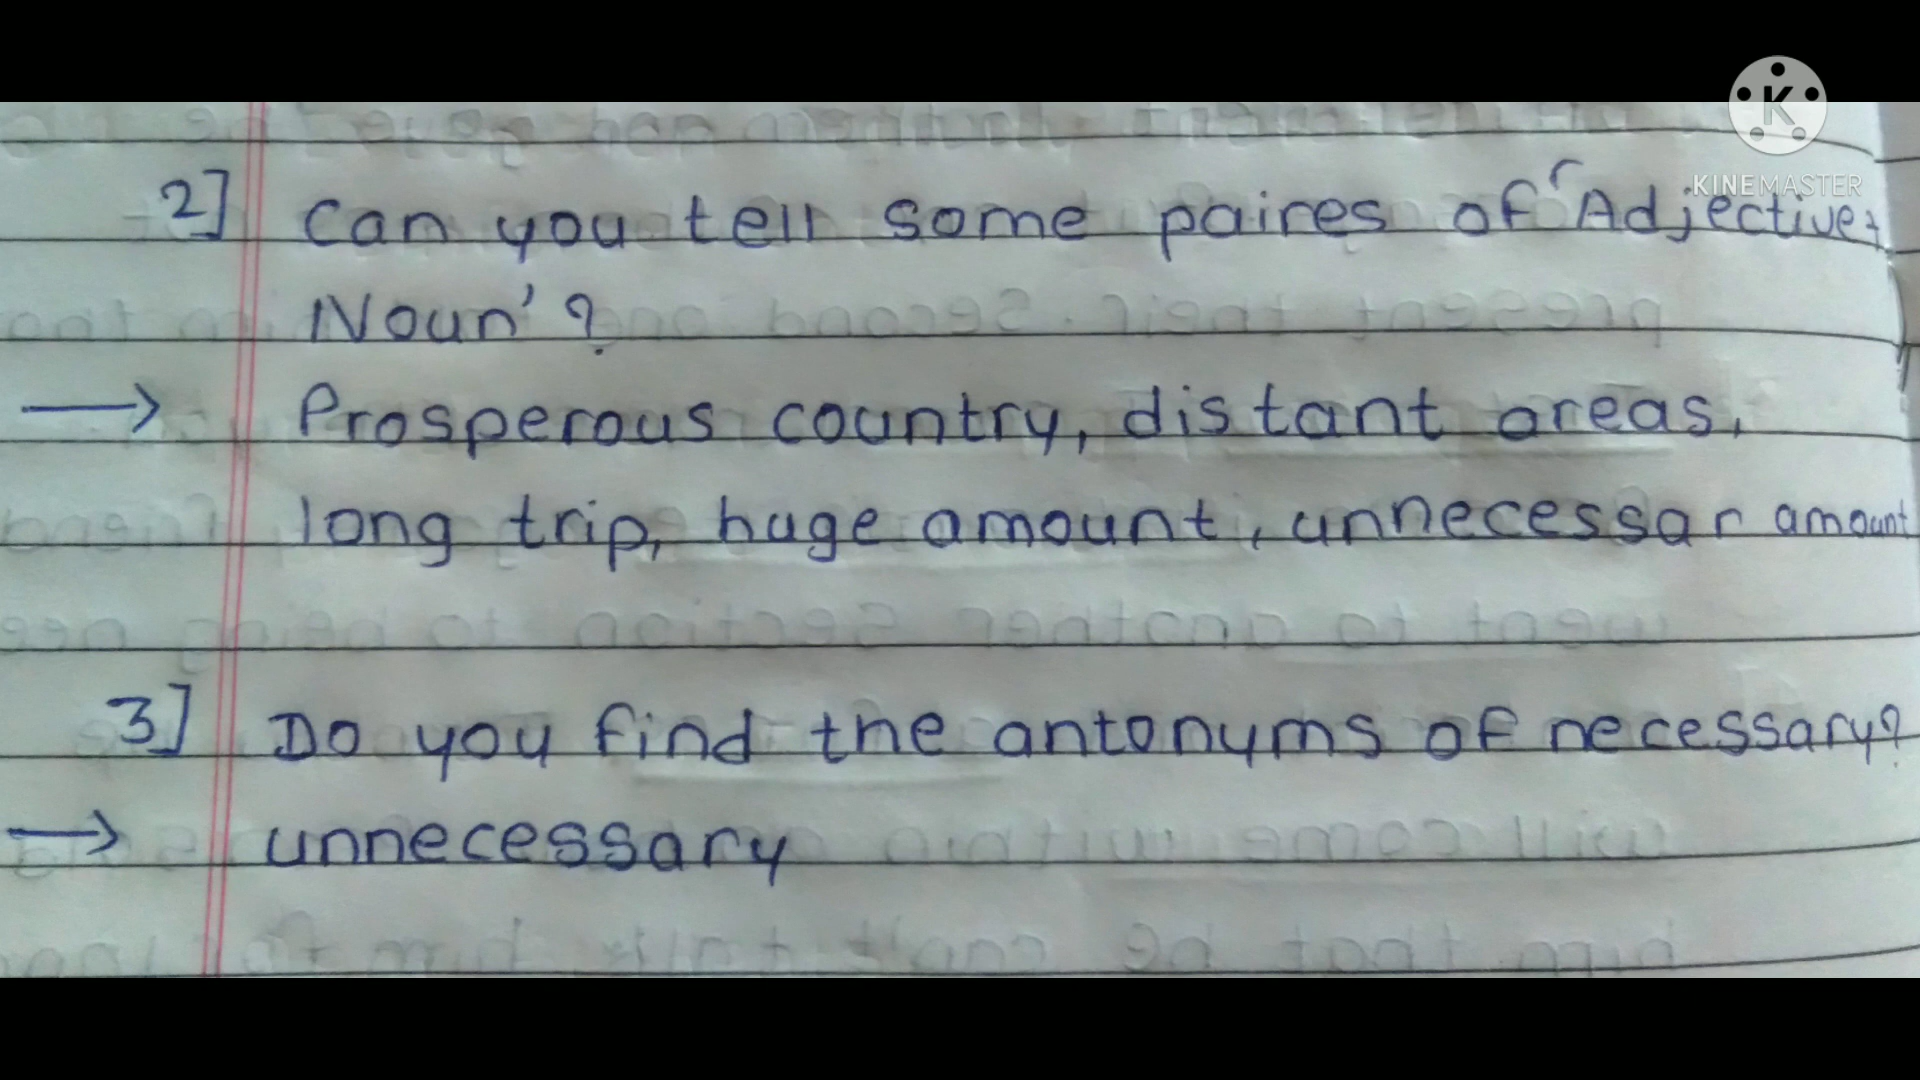 KINEMASTER
2] Can you tell some paires of 'Adjective+
Noun' ?
→ Prosperous country, distant areas,
long trip, huge amount, unnecessar amount
3] Do you find the antonyms of necessary?
→ unnecessary